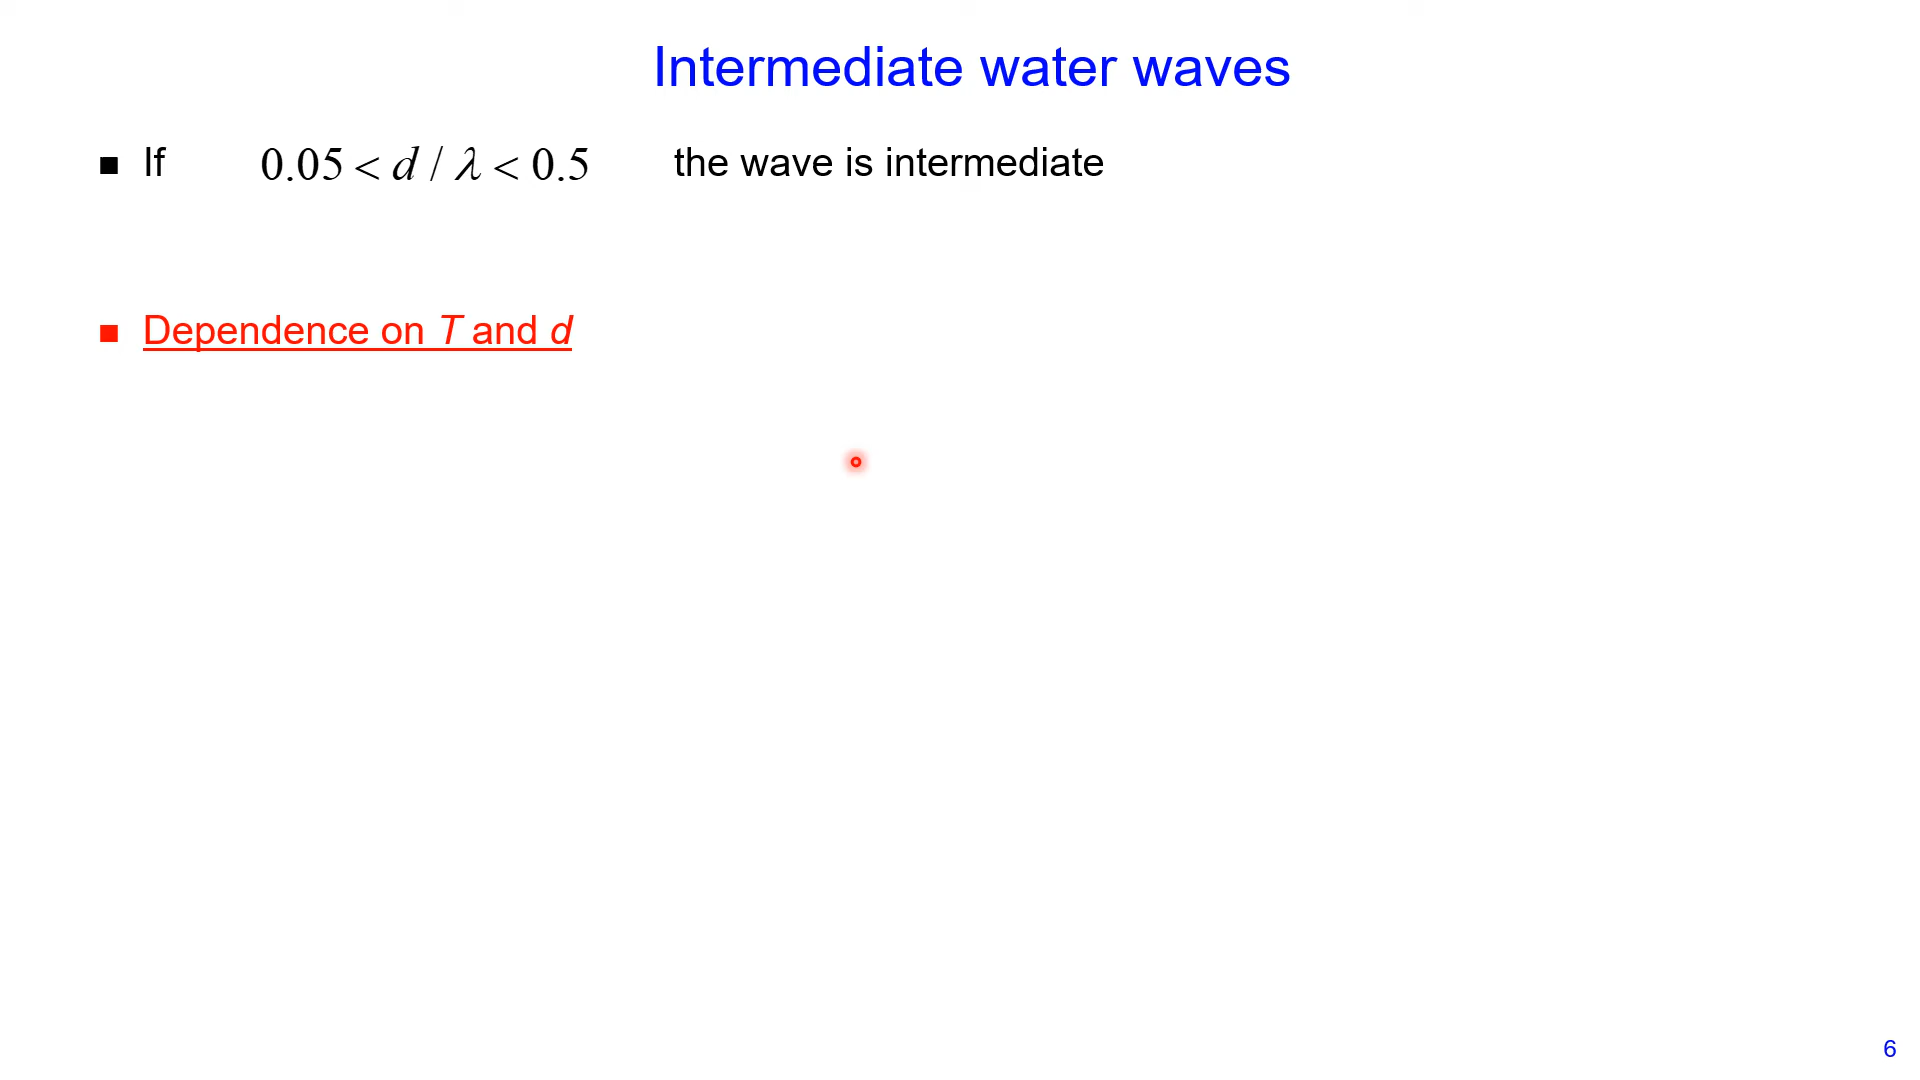 Intermediate water waves
■ If 0.05 < d / λ < 0.5 the wave is intermediate
■ Dependence on T and d
6